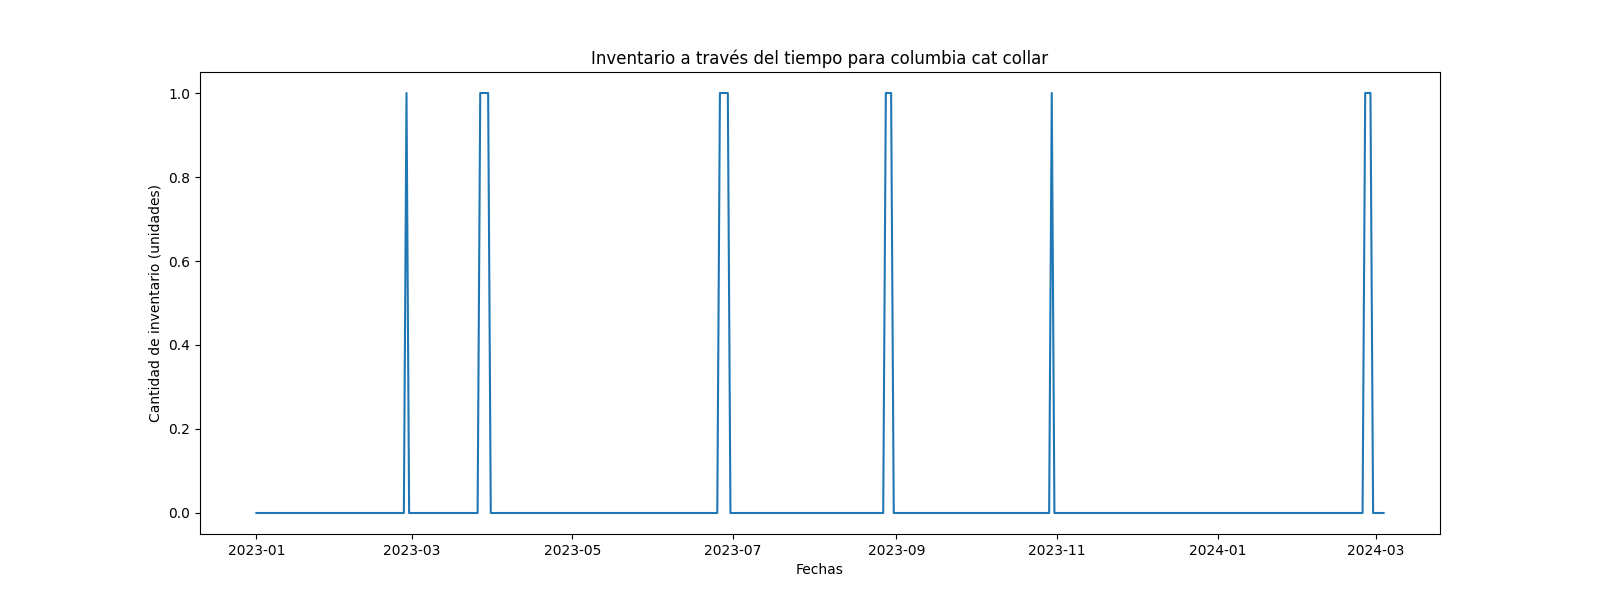 Inventario a través del tiempo para columbia cat collar
Cantidad de inventario (unidades)
1.0
0.8
0.6
0.4
0.2
0.0
2023-01 2023-03 2023-05 2023-07 2023-09 2023-11 2024-01 2024-03
Fechas